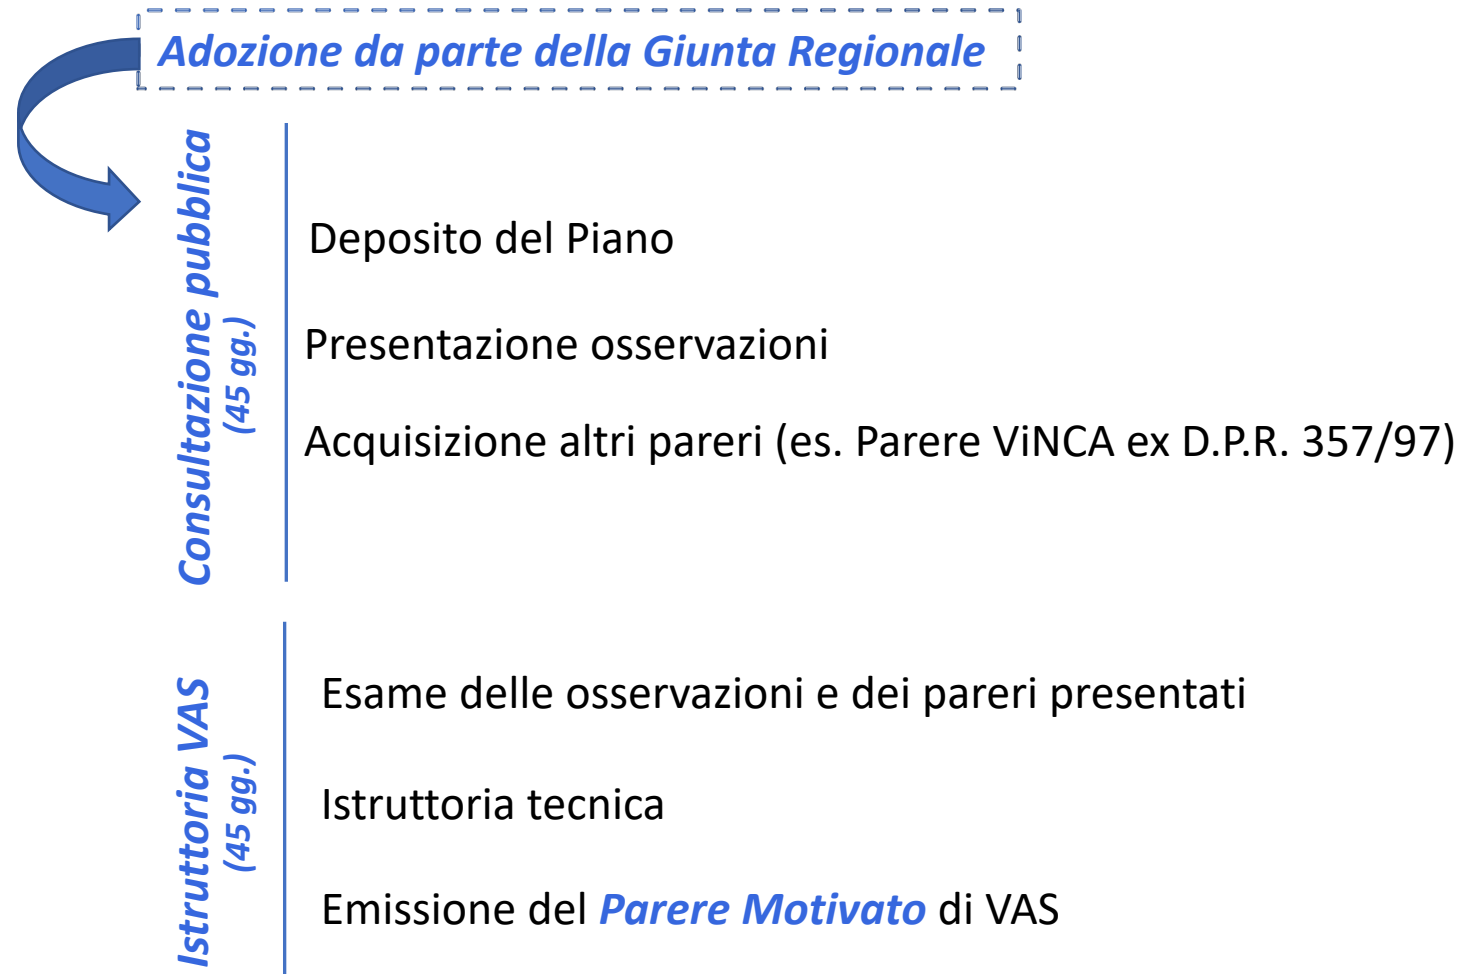 Adozione da parte della Giunta Regionale
Consultazione pubblica
(45 gg.)
Deposito del Piano
Presentazione osservazioni
Acquisizione altri pareri (es. Parere ViNCA ex D.P.R. 357/97)
Istruttoria VAS
(45 gg.)
Esame delle osservazioni e dei pareri presentati
Istruttoria tecnica
Emissione del Parere Motivato di VAS